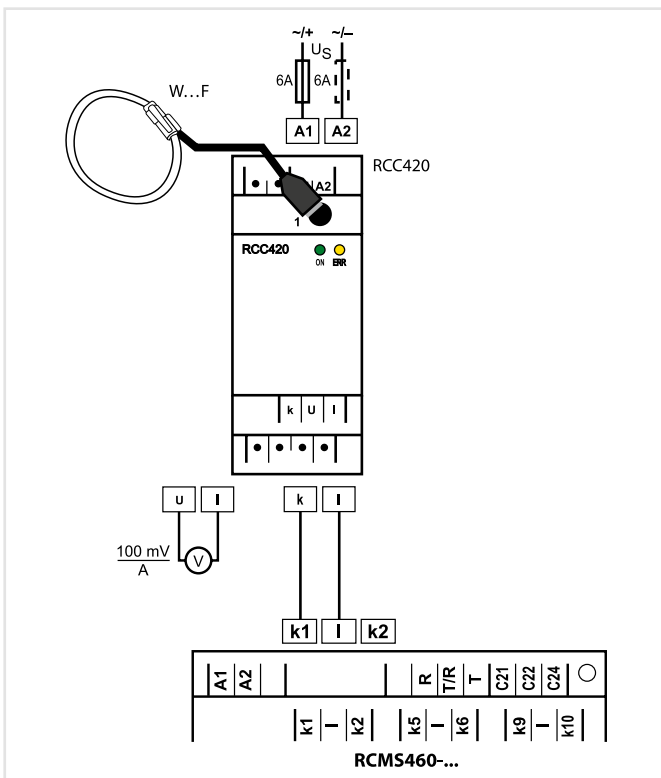 ~/+ ~/–
US
6A 6A
W...F
A1 A2
RCC420
A2
1
RCC420
ON ERR
k U l
U l k l
100 mV
A
V
k1 l k2
A1 A2 R T/R T C21 C22 C24
k1 l k2 k5 l k6 k9 l k10
RCMS460-...